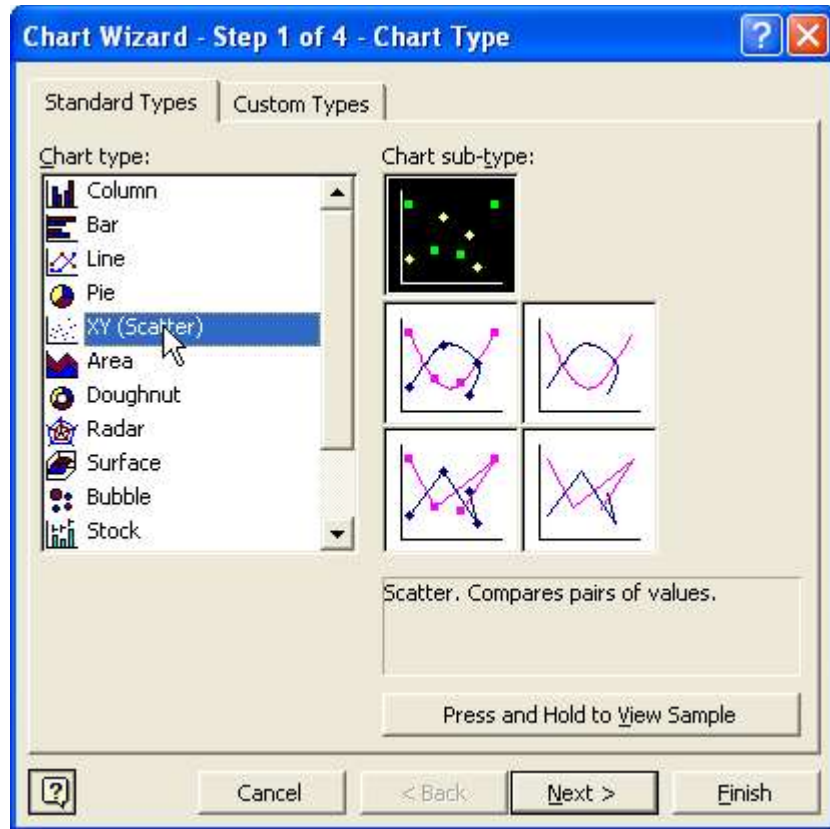 Chart Wizard - Step 1 of 4 - Chart Type
Standard Types
Custom Types
Chart type:
Chart sub-type:
Column
Bar
Line
Pie
XY (Scatter)
Area
Doughnut
Radar
Surface
Bubble
Stock
Scatter. Compares pairs of values.
Press and Hold to View Sample
Cancel
< Back
Next >
Finish